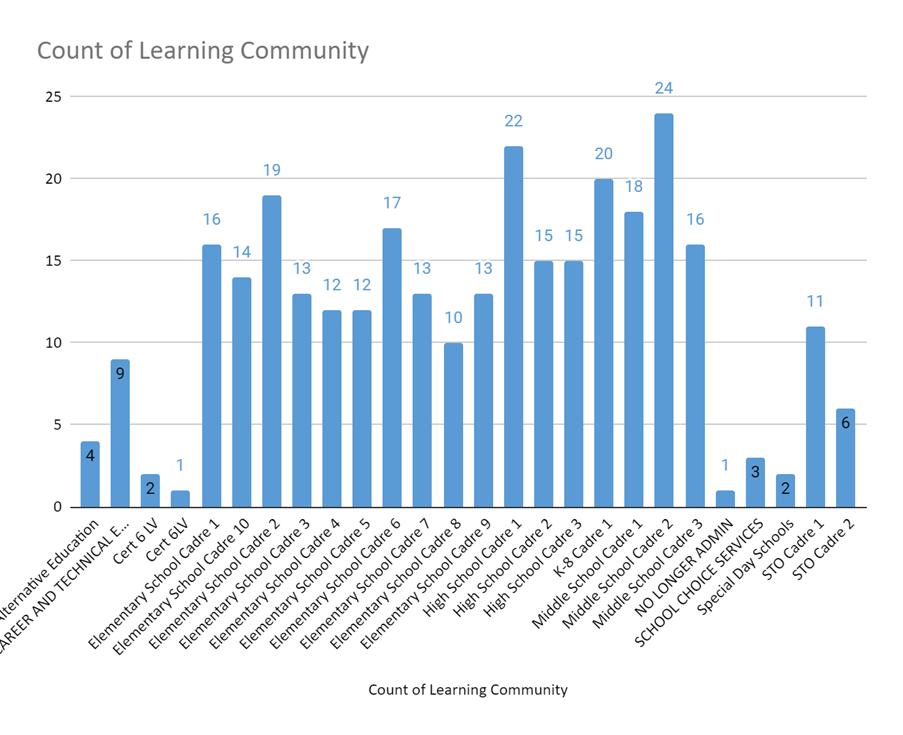 Count of Learning Community
25
20
15
10
5
0
4
9
2
1
16
14
19
13
12
12
17
13
10
13
22
15
15
20
18
24
16
1
3
2
11
6
lternative Education
AREER AND TECHNICAL E...
Cert 6 LV
Cert 6LV
Elementary School Cadre 1
Elementary School Cadre 10
Elementary School Cadre 2
Elementary School Cadre 3
Elementary School Cadre 4
Elementary School Cadre 5
Elementary School Cadre 6
Elementary School Cadre 7
Elementary School Cadre 8
Elementary School Cadre 9
High School Cadre 1
High School Cadre 2
High School Cadre 3
K-8 Cadre 1
Middle School Cadre 1
Middle School Cadre 2
Middle School Cadre 3
NO LONGER ADMIN
SCHOOL CHOICE SERVICES
Special Day Schools
STO Cadre 1
STO Cadre 2
Count of Learning Community